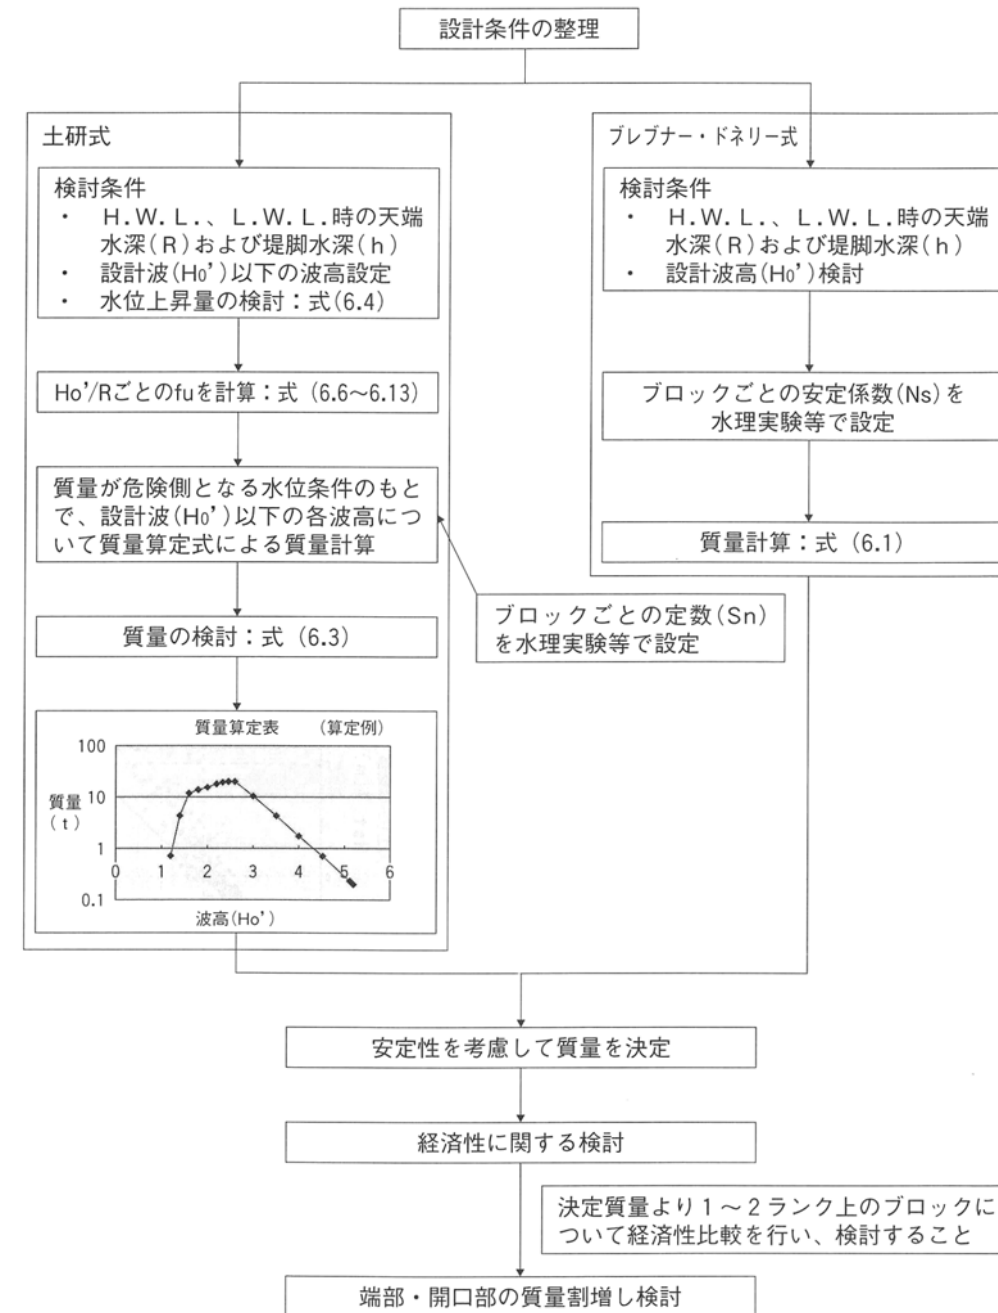 設計条件の整理
土研式
検討条件
・ H.W.L.、L.W.L.時の天端
水深(R)および堤脚水深(h)
・ 設計波(H0')以下の波高設定
・ 水位上昇量の検討：式(6.4)
Ho'/Rごとのfuを計算：式 (6.6～6.13)
質量が危険側となる水位条件のもと
で、設計波(H0')以下の各波高につ
いて質量算定式による質量計算
質量の検討：式 (6.3)
質量算定表 (算定例)
100
10
1
0.1
質量
(t)
0 1 2 3 4 5 6
波高(Ho')
ブロックごとの定数(Sn)
を水理実験等で設定
ブレブナー・ドネリー式
検討条件
・ H.W.L.、L.W.L.時の天端
水深(R)および堤脚水深(h)
・ 設計波高(H0')検討
ブロックごとの安定係数(Ns)を
水理実験等で設定
質量計算：式 (6.1)
安定性を考慮して質量を決定
経済性に関する検討
決定質量より1～2ランク上のブロックに
ついて経済性比較を行い、検討すること
端部・開口部の質量割増し検討